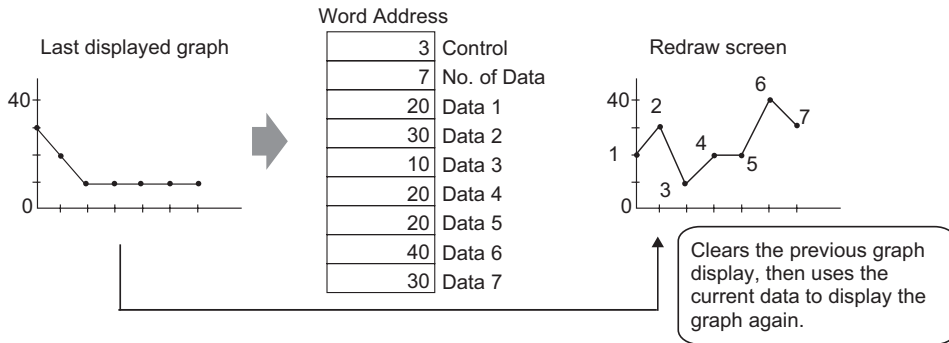 Word Address
Last displayed graph
40
0
3 Control
7 No. of Data
20 Data 1
30 Data 2
10 Data 3
20 Data 4
20 Data 5
40 Data 6
30 Data 7
Redraw screen
40
0
1
2
3
4
5
6
7
Clears the previous graph
display, then uses the
current data to display the
graph again.